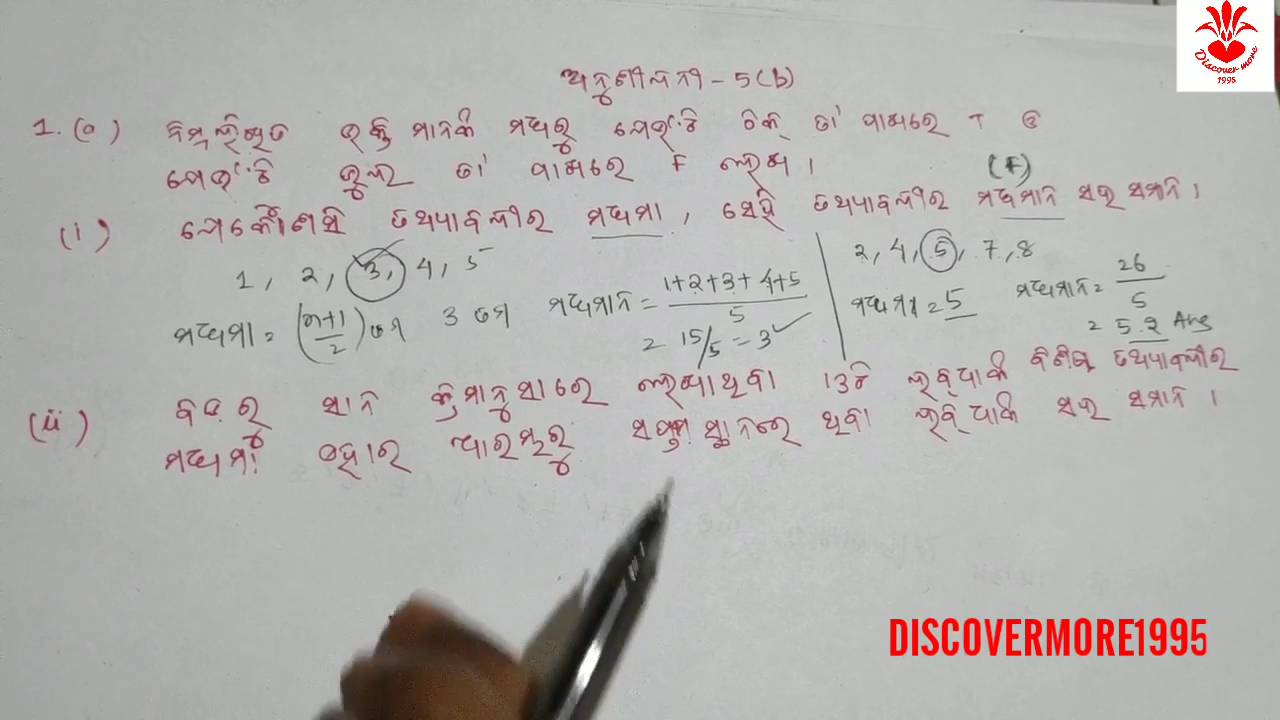 Discover more
1995
ଅନୁଶୀଳନୀ - 5(b)
1. (a) ନିମ୍ନଲିଖିତ ଉକ୍ତି ମାନଙ୍କ ମଧ୍ୟରୁ ଯେଉଁଟି ଠିକ୍ ତା' ପାଖରେ T ଓ
ଯେଉଁଟି ଭୁଲ ତା' ପାଖରେ F ଲେଖ ।
(F)
(i) ଯେକୌଣସି ତଥ୍ୟାବଳୀର ମଧ୍ୟମା , ସେହି ତଥ୍ୟାବଳୀର ମଧ୍ୟମାନ ସହ ସମାନ ।
1, 2, 3, 4, 5
ମଧ୍ୟମା = (n+1/2) ତମ 3 ତମ
ମଧ୍ୟମାନ = 1+2+3+4+5/5
= 15/5 = 3 ✓
2, 4, 5, 7, 8
ମଧ୍ୟମା = 5 ମଧ୍ୟମାନ = 26/5
= 5.2 Ans
(ii) ବଡ଼ରୁ ସାନ କ୍ରମାନୁସାରେ ଲେଖାଥିବା 13ଟି ଲବ୍ଧାଙ୍କ ବିଶିଷ୍ଟ ତଥ୍ୟାବଳୀର
ମଧ୍ୟମା ଏହାର ଆରମ୍ଭରୁ ସପ୍ତମ ସ୍ଥାନରେ ଥିବା ଲବ୍ଧାଙ୍କ ସହ ସମାନ ।
DISCOVERMORE1995